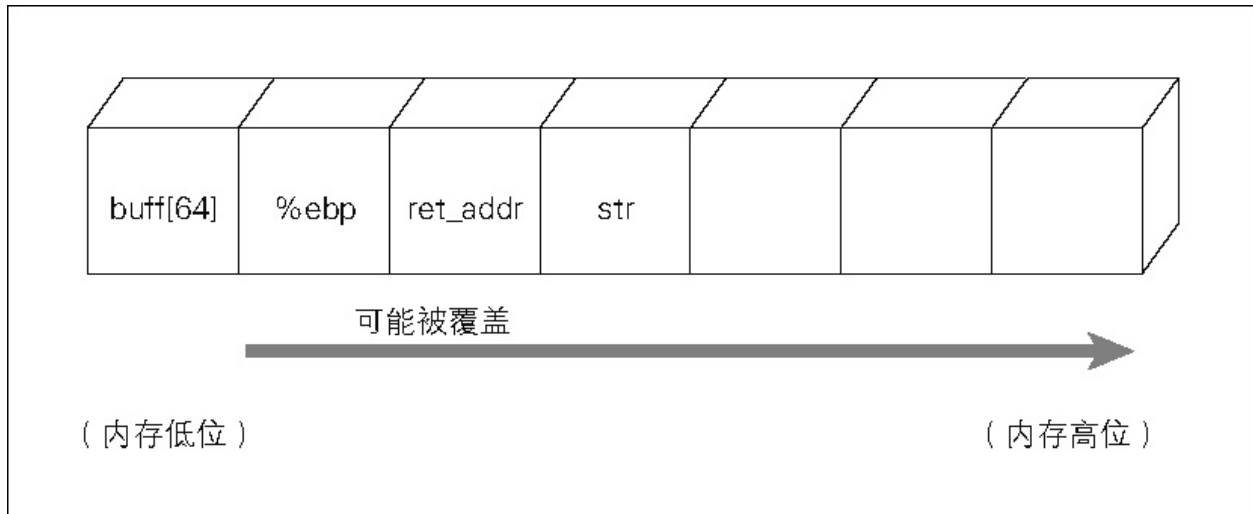 buff[64] %ebp ret_addr str
可能被覆盖
（内存低位） （内存高位）